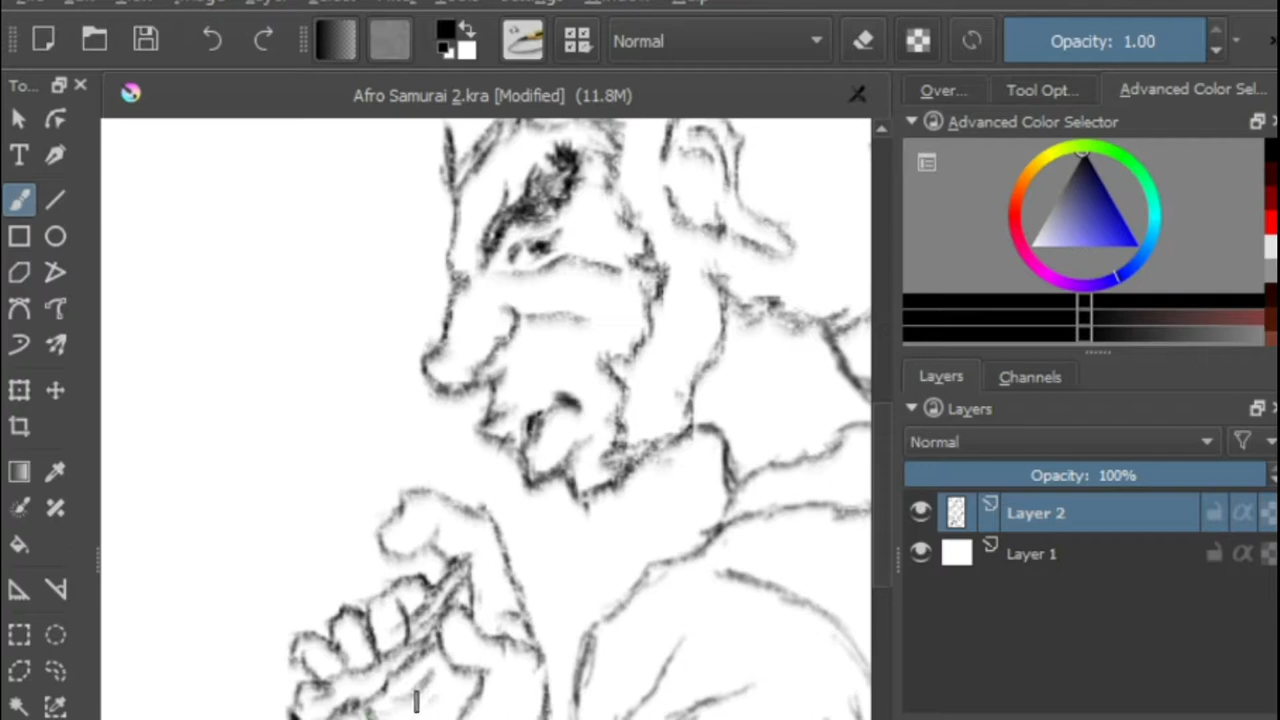 Normal
Opacity: 1.00
To...
Afro Samurai 2.kra [Modified] (11.8M)
Over...
Tool Opt...
Advanced Color Sel...
Advanced Color Selector
Layers
Channels
Layers
Normal
Opacity: 100%
Layer 2
Layer 1